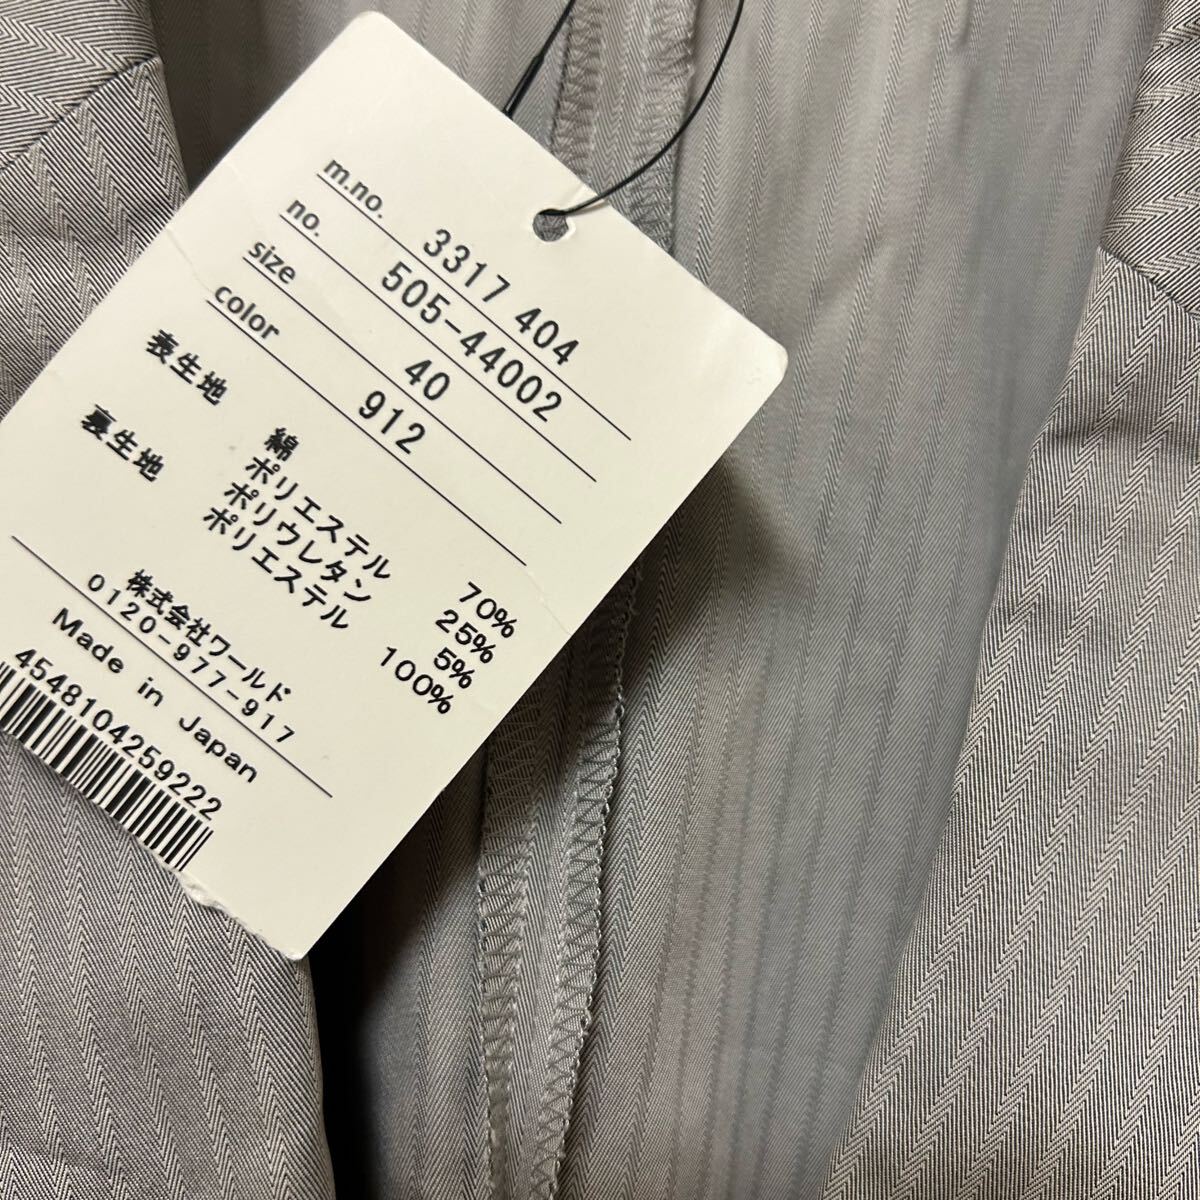 m.no. 3317 404
no. 505-44002
size 40
color 912
表生地 綿 70%
ポリエステル 25%
ポリウレタン 5%
裏生地 ポリエステル 100%
株式会社ワールド
0120-977-917
Made in Japan
4548104259222